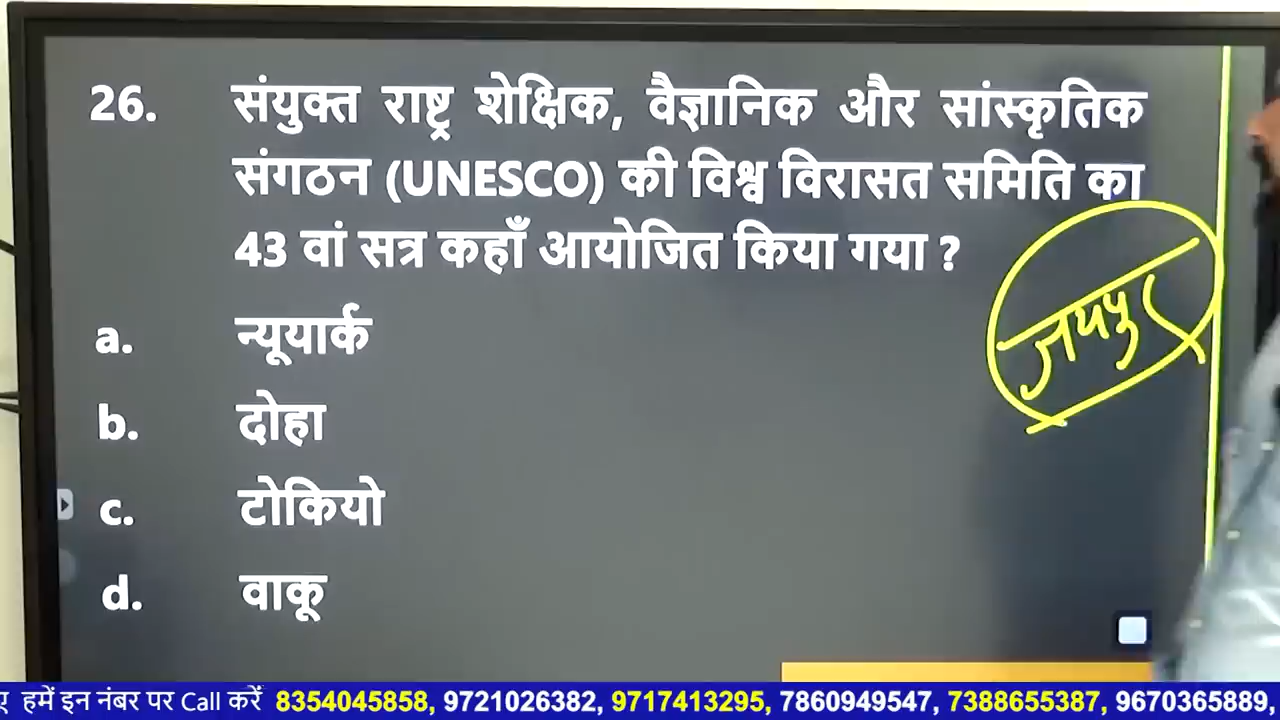 26. संयुक्त राष्ट्र शेक्षिक, वैज्ञानिक और सांस्कृतिक
संगठन (UNESCO) की विश्व विरासत समिति का
43 वां सत्र कहाँ आयोजित किया गया ?
जयपुर
a. न्यूयार्क
b. दोहा
c. टोकियो
d. वाकू
ए हमें इन नंबर पर Call करें 8354045858, 9721026382, 9717413295, 7860949547, 7388655387, 9670365889,